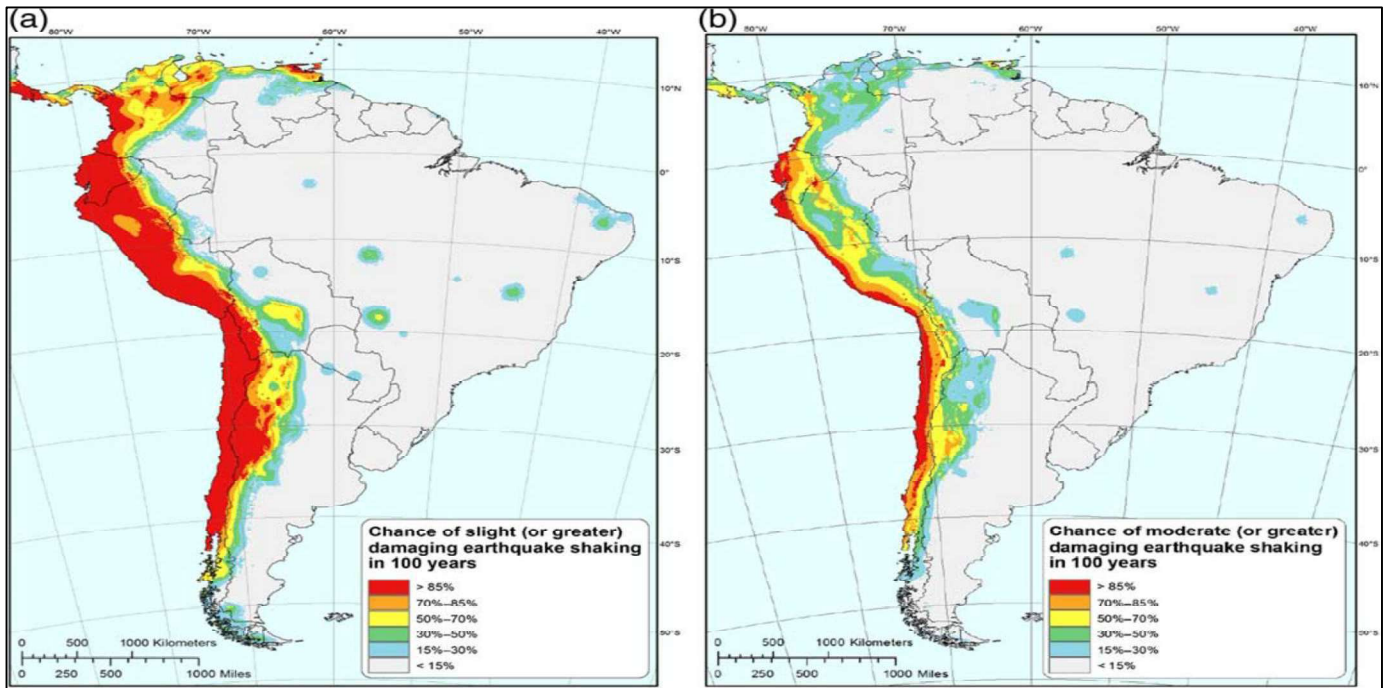 (a)
80°W 70°W 60°W 50°W 40°W
10°N
0°
10°S
20°S
30°S
40°S
50°S
Chance of slight (or greater)
damaging earthquake shaking
in 100 years
> 85%
70%–85%
50%–70%
30%–50%
15%–30%
< 15%
0 500 1000 Kilometers
0 250 500 1000 Miles
(b)
80°W 70°W 60°W 50°W 40°W
10°N
0°
10°S
20°S
30°S
40°S
50°S
Chance of moderate (or greater)
damaging earthquake shaking
in 100 years
> 85%
70%–85%
50%–70%
30%–50%
15%–30%
< 15%
0 500 1000 Kilometers
0 250 500 1000 Miles